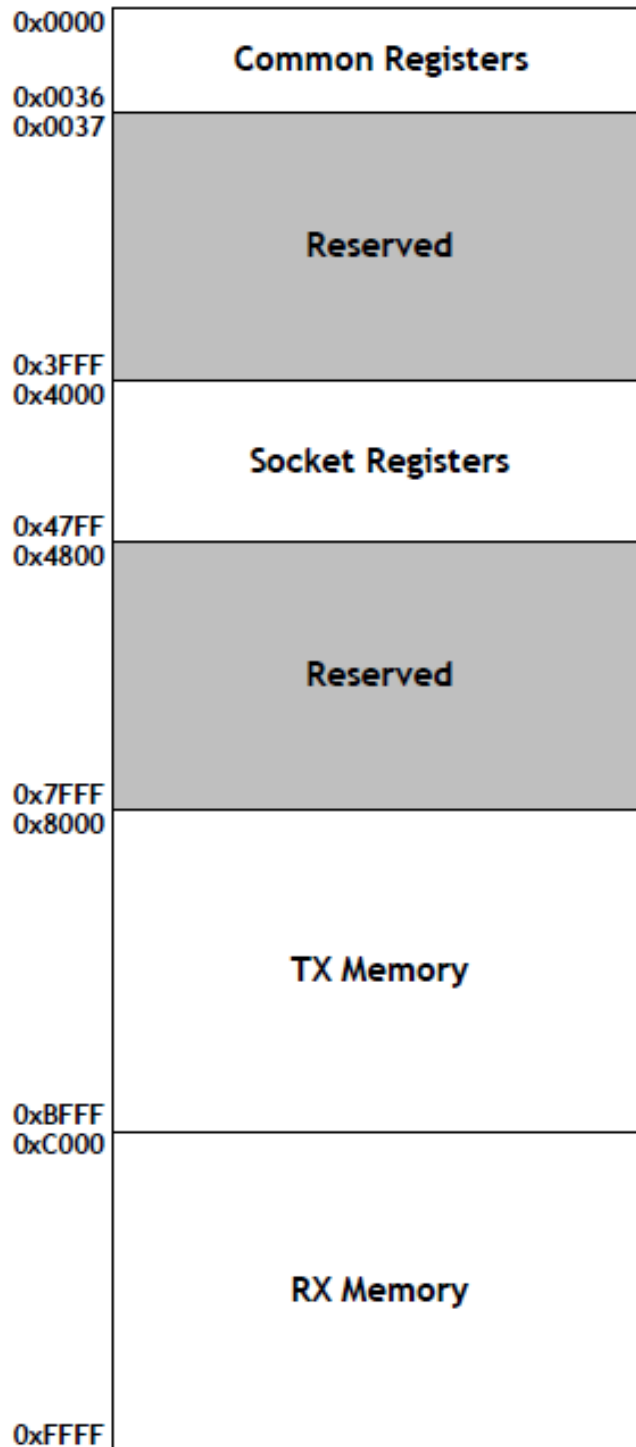 0x0000
Common Registers
0x0036
0x0037
Reserved
0x3FFF
0x4000
Socket Registers
0x47FF
0x4800
Reserved
0x7FFF
0x8000
TX Memory
0xBFFF
0xC000
RX Memory
0xFFFF